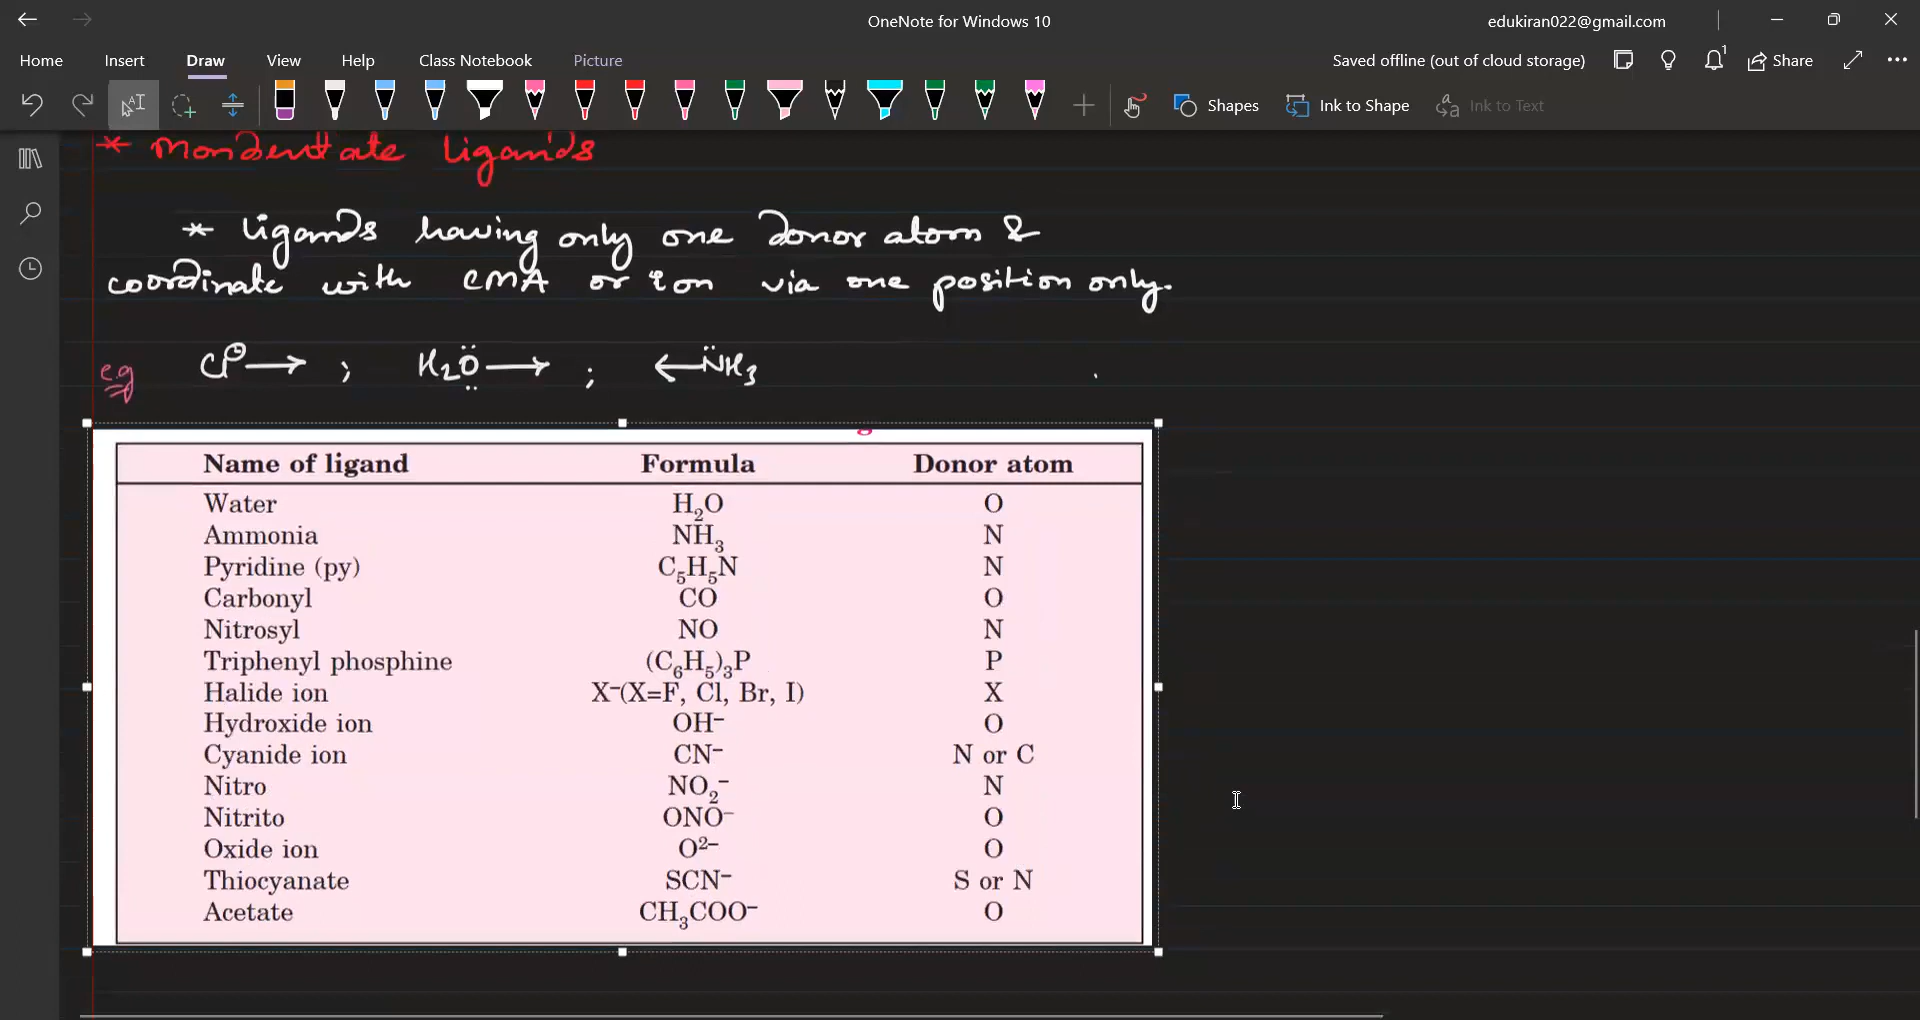 OneNote for Windows 10
edukiran022@gmail.com
Home Insert Draw View Help Class Notebook Picture
Saved offline (out of cloud storage) 1 Share
Shapes Ink to Shape Ink to Text
* Monodentate ligands
* Ligands having only one donor atom &
coordinate with CMA or ion via one position only.
e.g Cl⊖→ ; H2Ö→ ; ←N̈H3
Name of ligand Formula Donor atom
Water H₂O O
Ammonia NH₃ N
Pyridine (py) C₅H₅N N
Carbonyl CO O
Nitrosyl NO N
Triphenyl phosphine (C₆H₅)₃P P
Halide ion X⁻(X=F, Cl, Br, I) X
Hydroxide ion OH⁻ O
Cyanide ion CN⁻ N or C
Nitro NO₂⁻ N
Nitrito ONO⁻ O
Oxide ion O²⁻ O
Thiocyanate SCN⁻ S or N
Acetate CH₃COO⁻ O